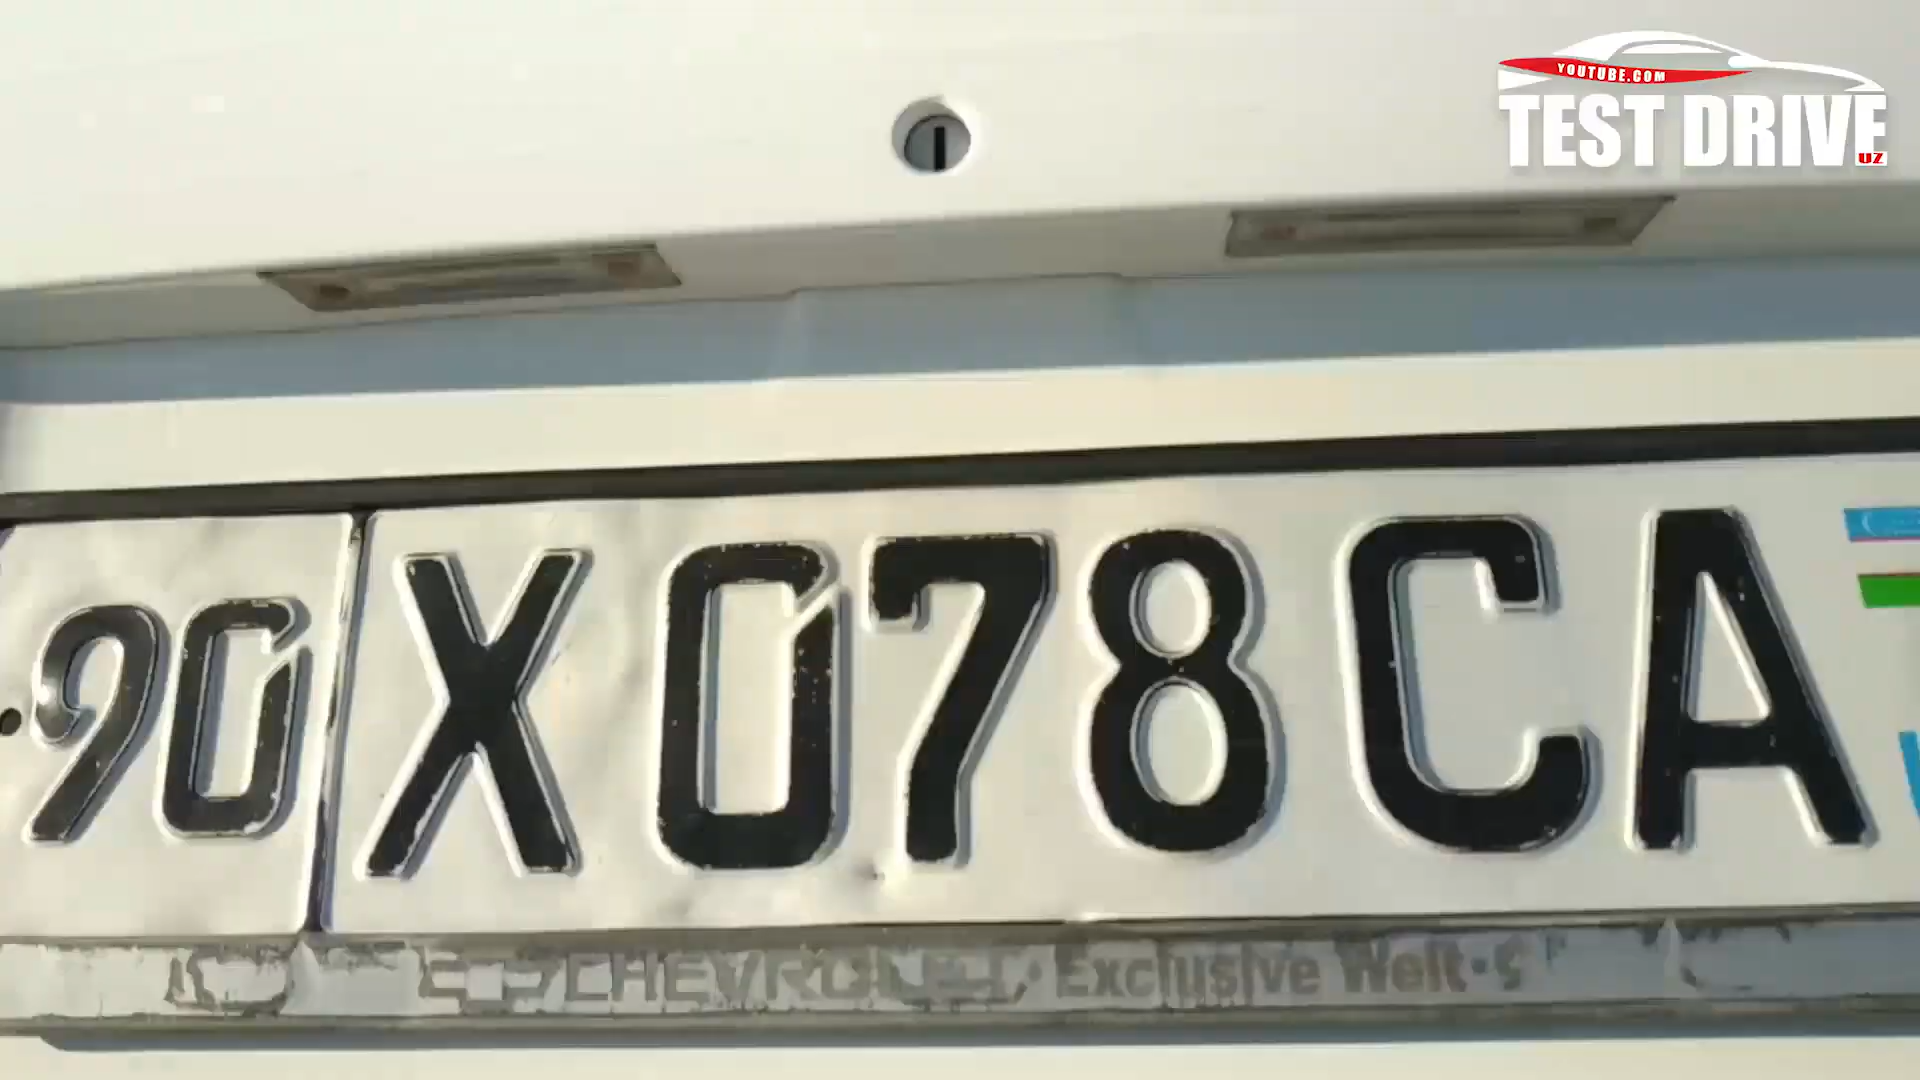 YOUTUBE.COM
TEST DRIVE
UZ
90 X078CA
CHEVROLET Exclusive Welt